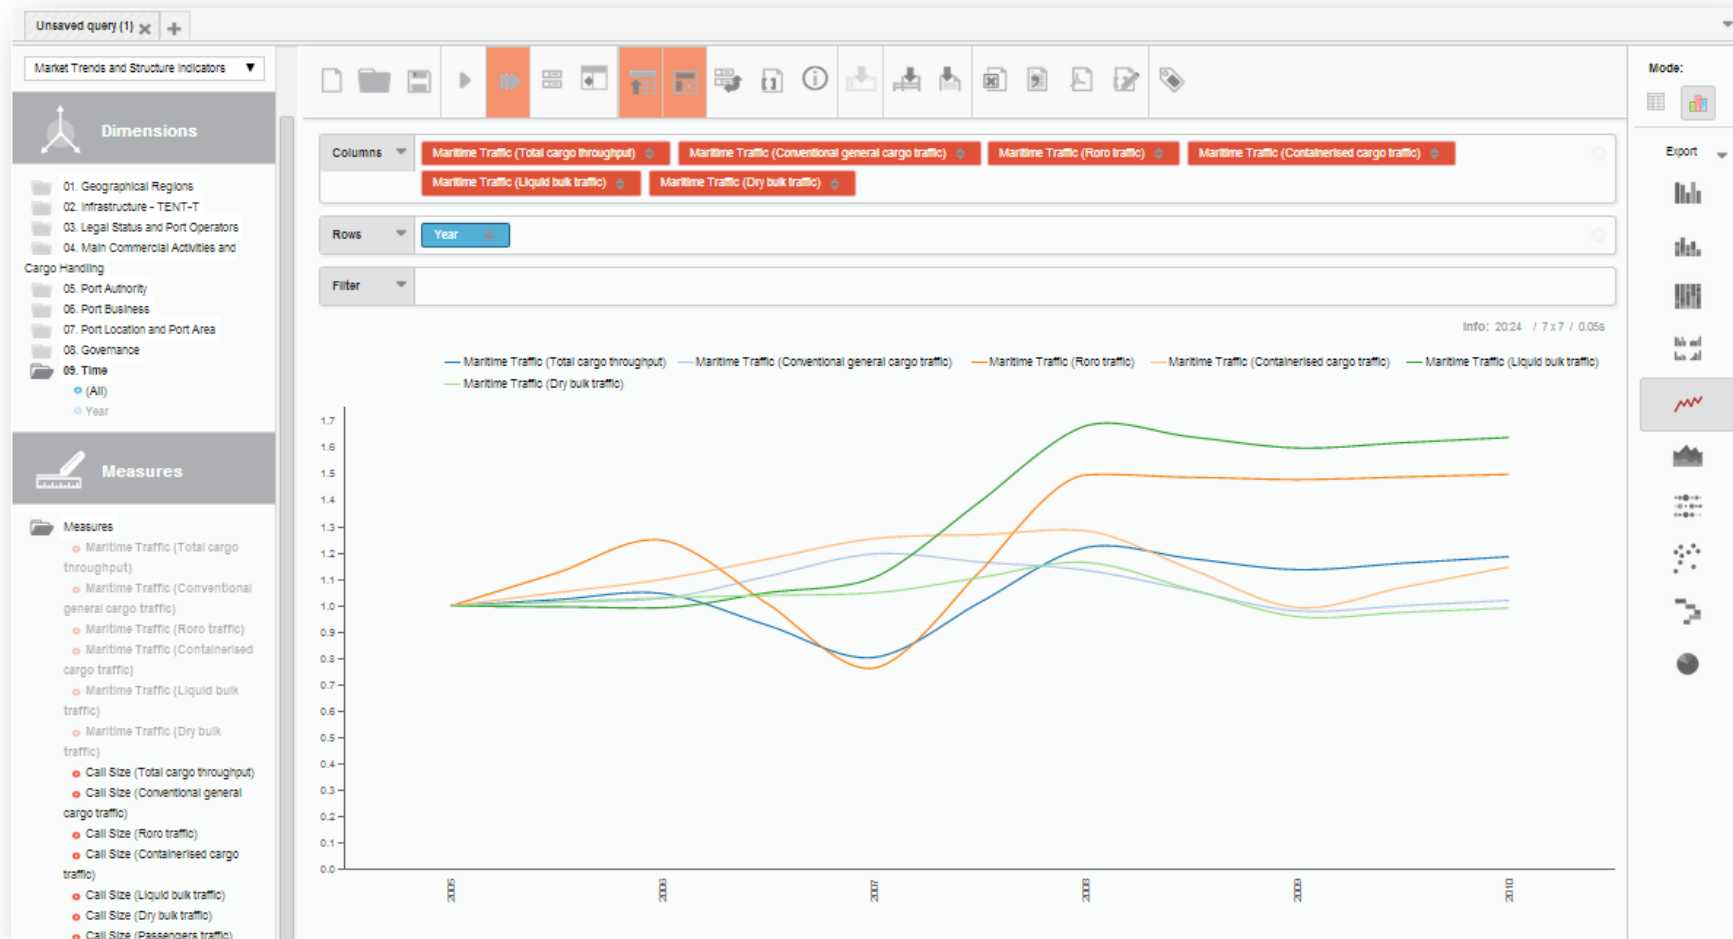 Unsaved query (1)
Market Trends and Structure Indicators
Dimensions
01. Geographical Regions
02. Infrastructure - TENT-T
03. Legal Status and Port Operators
04. Main Commercial Activities and
Cargo Handling
05. Port Authority
06. Port Business
07. Port Location and Port Area
08. Governance
09. Time
(All)
Year
Measures
Measures
Maritime Traffic (Total cargo
throughput)
Maritime Traffic (Conventional
general cargo traffic)
Maritime Traffic (Roro traffic)
Maritime Traffic (Containerised
cargo traffic)
Maritime Traffic (Liquid bulk
traffic)
Maritime Traffic (Dry bulk
traffic)
Call Size (Total cargo throughput)
Call Size (Conventional general
cargo traffic)
Call Size (Roro traffic)
Call Size (Containerised cargo
traffic)
Call Size (Liquid bulk traffic)
Call Size (Dry bulk traffic)
Call Size (Passengers traffic)
Columns
Maritime Traffic (Total cargo throughput) Maritime Traffic (Conventional general cargo traffic) Maritime Traffic (Roro traffic) Maritime Traffic (Containerised cargo traffic)
Maritime Traffic (Liquid bulk traffic) Maritime Traffic (Dry bulk traffic)
Rows
Year
Filter
Info: 20:24 / 7 x 7 / 0.05s
Maritime Traffic (Total cargo throughput) Maritime Traffic (Conventional general cargo traffic) Maritime Traffic (Roro traffic) Maritime Traffic (Containerised cargo traffic) Maritime Traffic (Liquid bulk traffic)
Maritime Traffic (Dry bulk traffic)
1.7
1.6
1.5
1.4
1.3
1.2
1.1
1.0
0.9
0.8
0.7
0.6
0.5
0.4
0.3
0.2
0.1
0.0
2005 2006 2007 2008 2009 2010
Mode:
Export